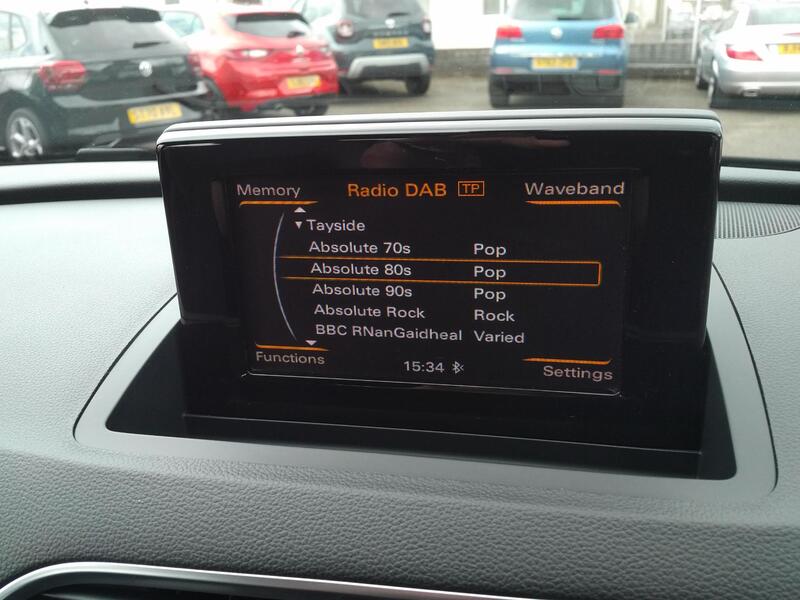 Memory Radio DAB TP Waveband
Tayside
Absolute 70s Pop
Absolute 80s Pop
Absolute 90s Pop
Absolute Rock Rock
BBC RNanGaidheal Varied
Functions 15:34 Settings